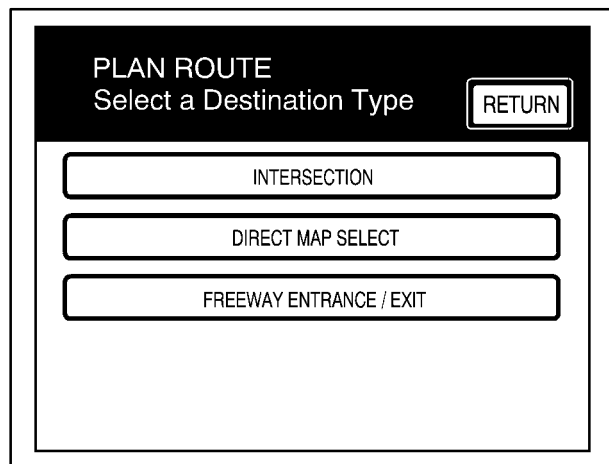 PLAN ROUTE
Select a Destination Type
RETURN
INTERSECTION
DIRECT MAP SELECT
FREEWAY ENTRANCE / EXIT